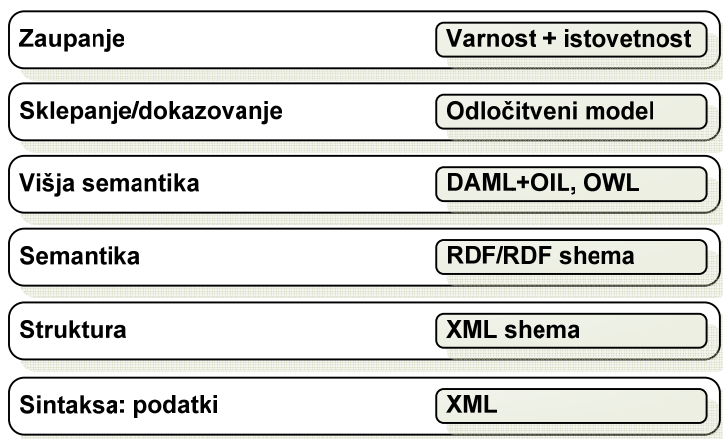 Zaupanje Varnost + istovetnost
Sklepanje/dokazovanje Odločitveni model
Višja semantika DAML+OIL, OWL
Semantika RDF/RDF shema
Struktura XML shema
Sintaksa: podatki XML